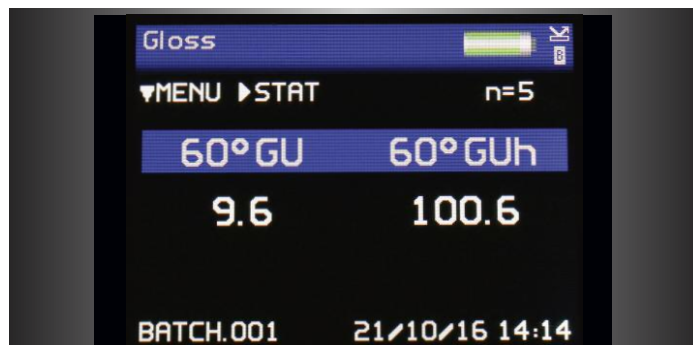 Gloss
B
▼MENU ▶STAT n=5
60°GU 60°GUh
9.6 100.6
BATCH.001 21/10/16 14:14